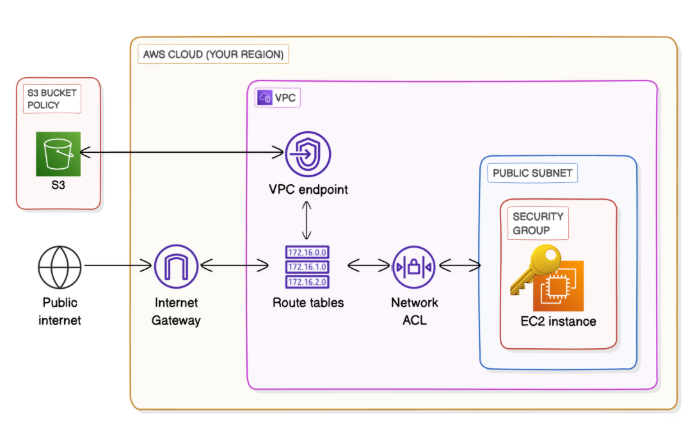 AWS CLOUD (YOUR REGION)
S3 BUCKET
POLICY
VPC
S3
VPC endpoint
PUBLIC SUBNET
SECURITY
GROUP
172.16.0.0
172.16.1.0
172.16.2.0
Public
internet
Internet
Gateway
Route tables
Network
ACL
EC2 instance